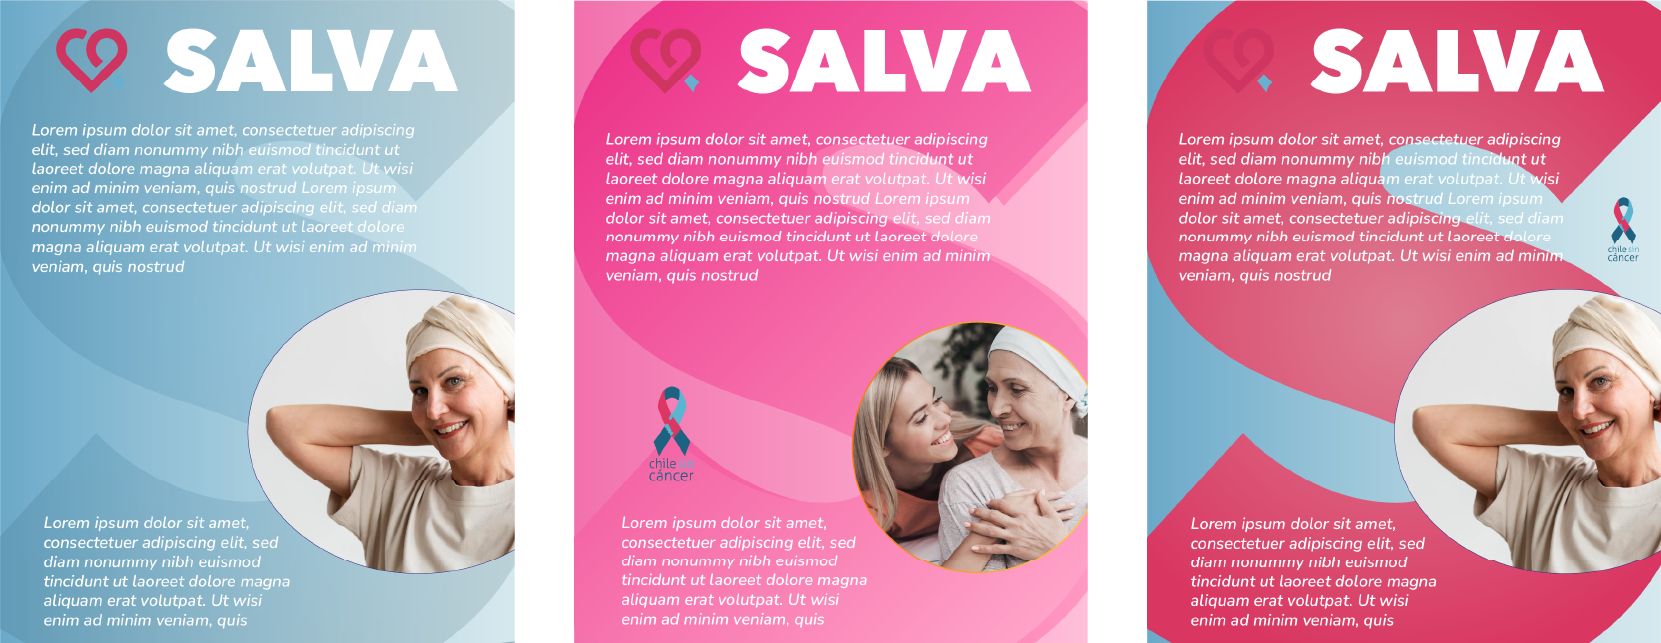 SALVA
Lorem ipsum dolor sit amet, consectetuer adipiscing
elit, sed diam nonummy nibh euismod tincidunt ut
laoreet dolore magna aliquam erat volutpat. Ut wisi
enim ad minim veniam, quis nostrud Lorem ipsum
dolor sit amet, consectetuer adipiscing elit, sed diam
nonummy nibh euismod tincidunt ut laoreet dolore
magna aliquam erat volutpat. Ut wisi enim ad minim
veniam, quis nostrud
Lorem ipsum dolor sit amet,
consectetuer adipiscing elit, sed
diam nonummy nibh euismod
tincidunt ut laoreet dolore magna
aliquam erat volutpat. Ut wisi
enim ad minim veniam, quis
SALVA
Lorem ipsum dolor sit amet, consectetuer adipiscing
elit, sed diam nonummy nibh euismod tincidunt ut
laoreet dolore magna aliquam erat volutpat. Ut wisi
enim ad minim veniam, quis nostrud Lorem ipsum
dolor sit amet, consectetuer adipiscing elit, sed diam
nonummy nibh euismod tincidunt ut laoreet dolore
magna aliquam erat volutpat. Ut wisi enim ad minim
veniam, quis nostrud
chile sin
cáncer
Lorem ipsum dolor sit amet,
consectetuer adipiscing elit, sed
diam nonummy nibh euismod
tincidunt ut laoreet dolore magna
aliquam erat volutpat. Ut wisi
enim ad minim veniam, quis
SALVA
Lorem ipsum dolor sit amet, consectetuer adipiscing
elit, sed diam nonummy nibh euismod tincidunt ut
laoreet dolore magna aliquam erat volutpat. Ut wisi
enim ad minim veniam, quis nostrud Lorem ipsum
dolor sit amet, consectetuer adipiscing elit, sed diam
nonummy nibh euismod tincidunt ut laoreet dolore
magna aliquam erat volutpat. Ut wisi enim ad minim
veniam, quis nostrud
chile sin
cáncer
Lorem ipsum dolor sit amet,
consectetuer adipiscing elit, sed
diam nonummy nibh euismod
tincidunt ut laoreet dolore magna
aliquam erat volutpat. Ut wisi
enim ad minim veniam, quis